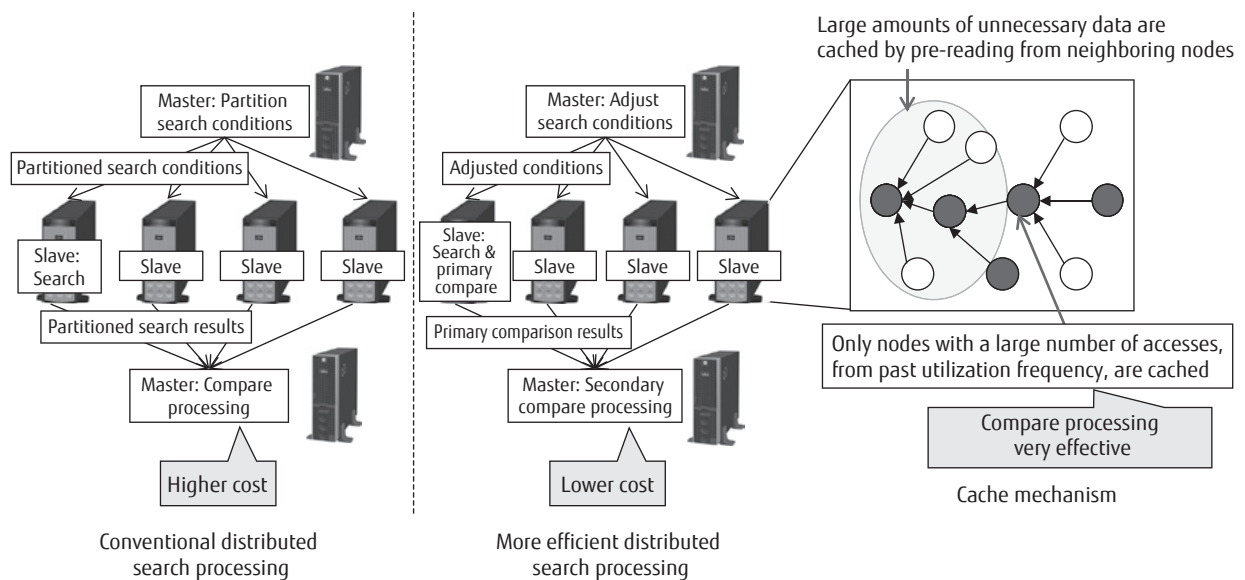 Master: Partition
search conditions
Partitioned search conditions
Slave:
Search
Slave
Slave
Slave
Partitioned search results
Master: Compare
processing
Higher cost
Conventional distributed
search processing
Master: Adjust
search conditions
Adjusted conditions
Slave:
Search &
primary
compare
Slave
Slave
Slave
Primary comparison results
Master: Secondary
compare processing
Lower cost
More efficient distributed
search processing
Large amounts of unnecessary data are
cached by pre-reading from neighboring nodes
Only nodes with a large number of accesses,
from past utilization frequency, are cached
Compare processing
very effective
Cache mechanism